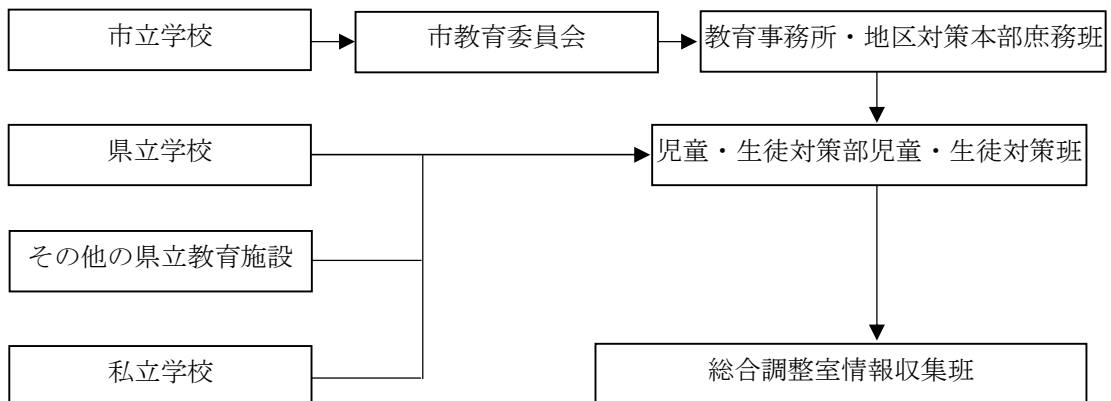 市立学校
市教育委員会
教育事務所・地区対策本部庶務班
県立学校
児童・生徒対策部児童・生徒対策班
その他の県立教育施設
私立学校
総合調整室情報収集班